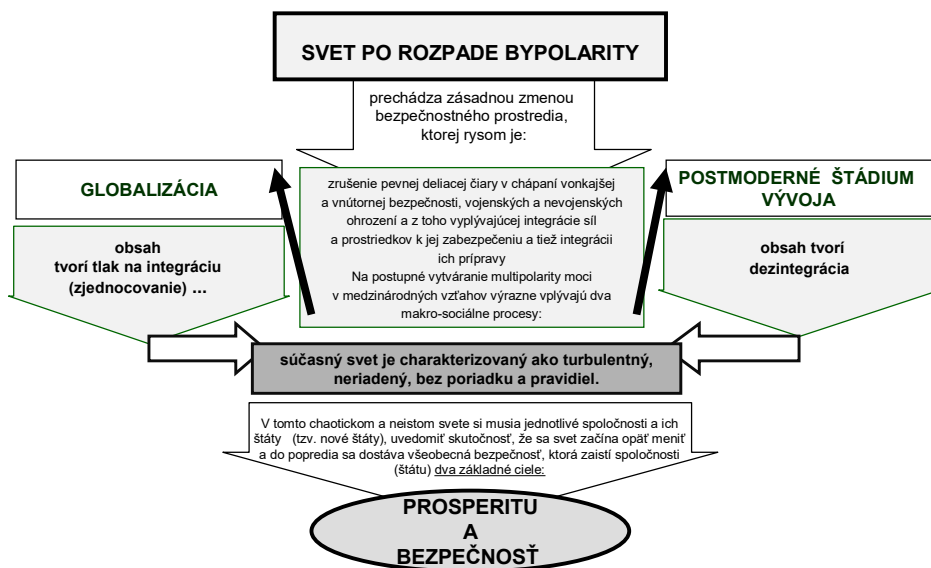 SVET PO ROZPADE BYPOLARITY
prechádza zásadnou zmenou
bezpečnostného prostredia,
ktorej rysom je:
GLOBALIZÁCIA
obsah
tvorí tlak na integráciu
(zjednocovanie) ...
zrušenie pevnej deliacej čiary v chápaní vonkajšej
a vnútornej bezpečnosti, vojenských a nevojenských
ohrození a z toho vyplývajúcej integrácie síl
a prostriedkov k jej zabezpečeniu a tiež integrácii
ich prípravy
Na postupné vytváranie multipolarity moci
v medzinárodných vzťahov výrazne vplývajú dva
makro-sociálne procesy:
POSTMODERNÉ ŠTÁDIUM
VÝVOJA
obsah tvorí
dezintegrácia
súčasný svet je charakterizovaný ako turbulentný,
neriadený, bez poriadku a pravidiel.
V tomto chaotickom a neistom svete si musia jednotlivé spoločnosti a ich
štáty (tzv. nové štáty), uvedomiť skutočnosť, že sa svet začína opäť meniť
a do popredia sa dostáva všeobecná bezpečnosť, ktorá zaistí spoločnosti
(štátu) dva základné ciele:
PROSPERITU
A
BEZPEČNOSŤ